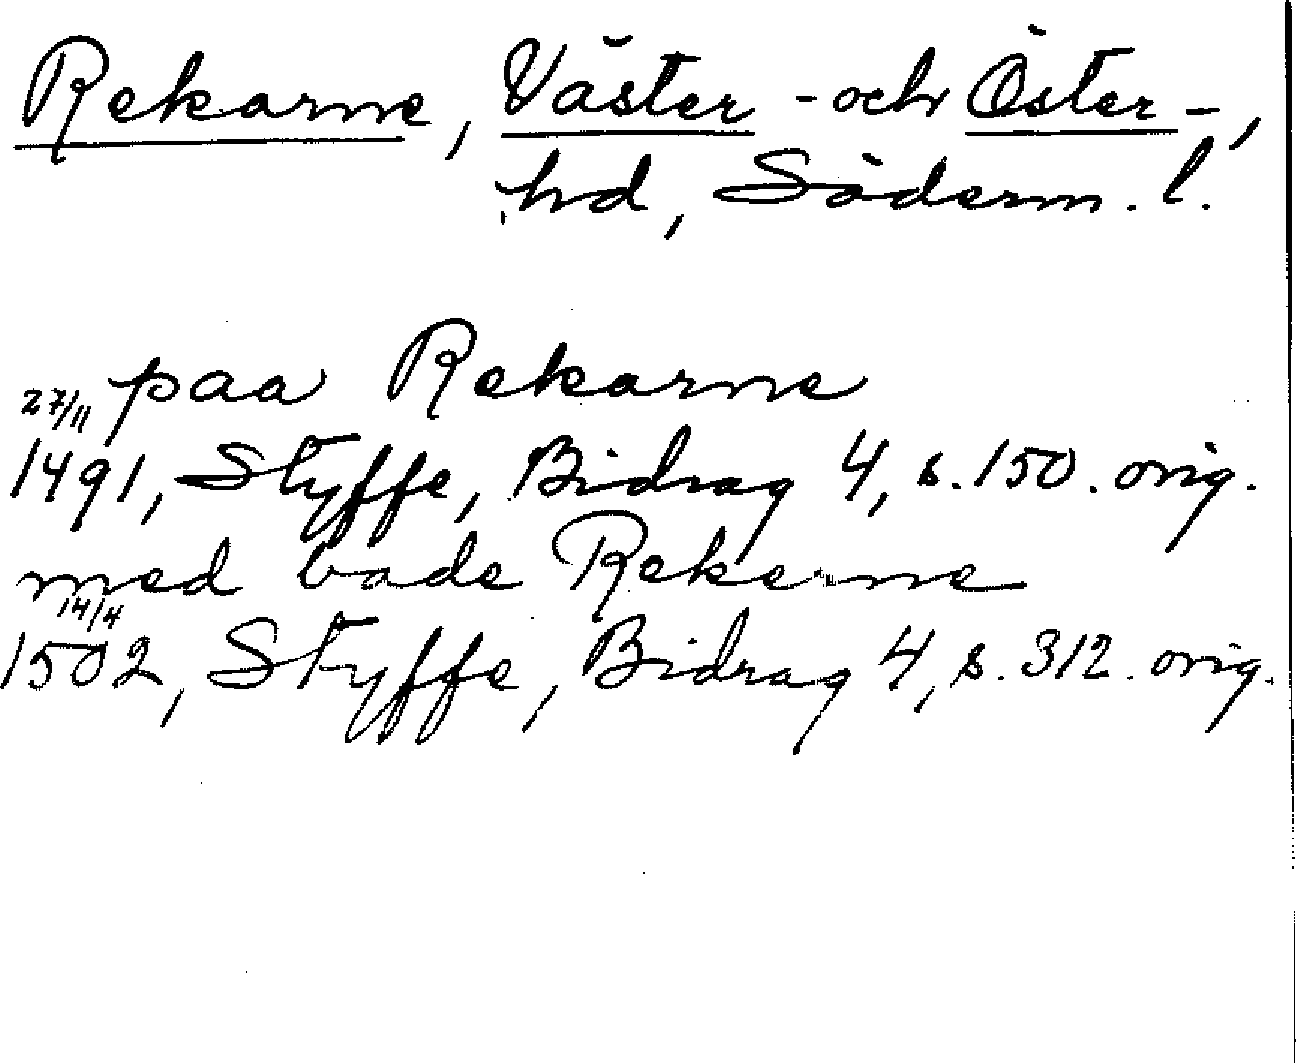 Rekarne, Väster- och Öster-,
hd, Söderm. l.
27/11 paa Rekarne
1491, Styffe, Bidrag 4, s. 150. orig.
med bade Rekerne
14/4
1502, Styffe, Bidrag 4, s. 312. orig.